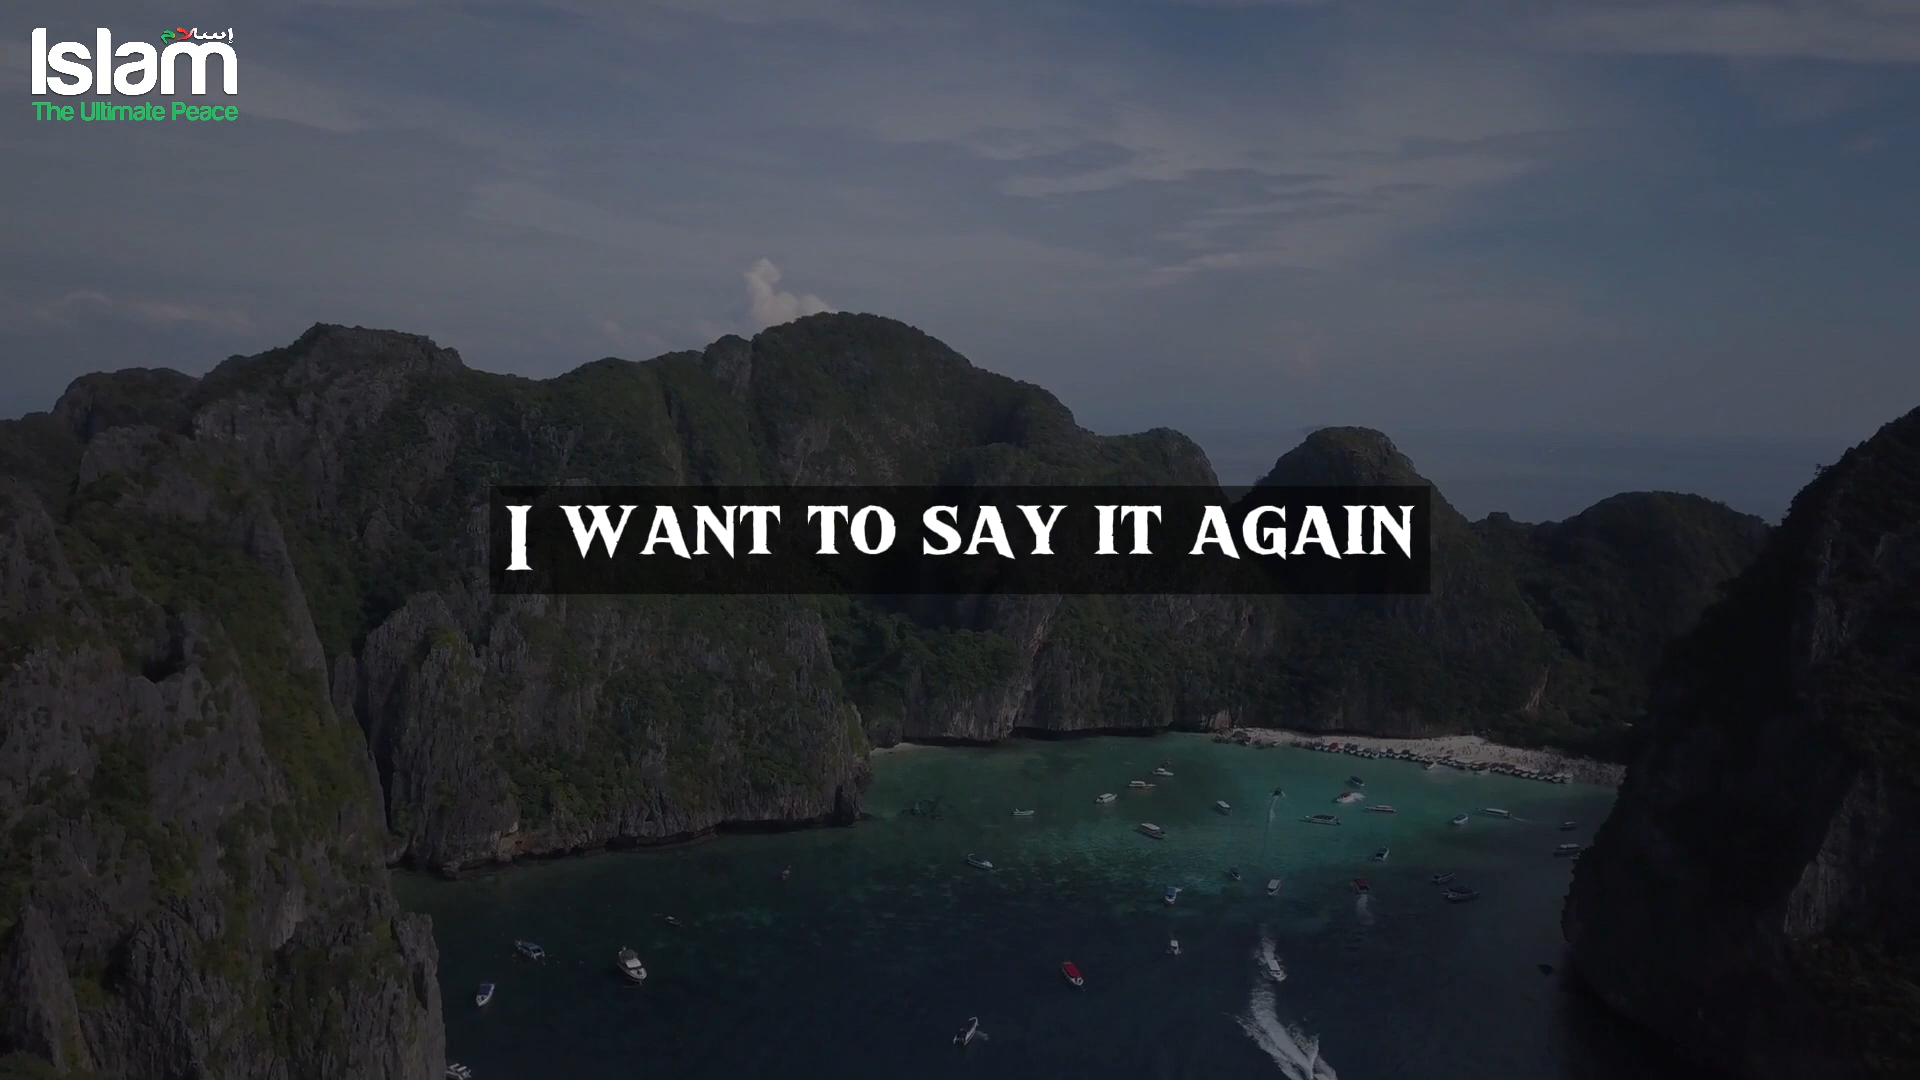 إسلام
Islam
The Ultimate Peace
I WANT TO SAY IT AGAIN